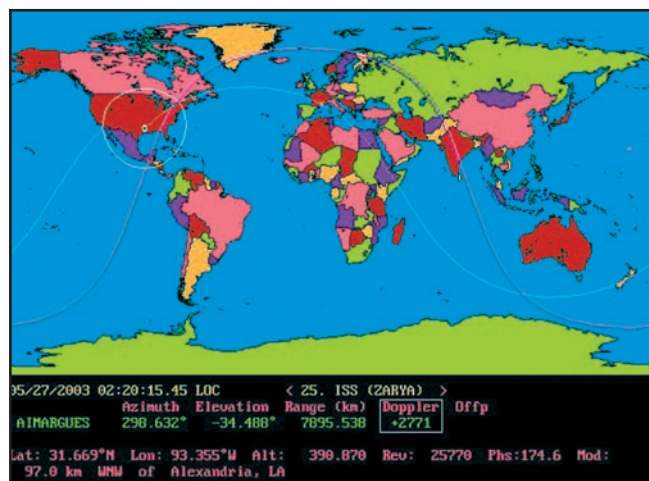 05/27/2003 02:20:15.45 LOC < 25. ISS (ZARYA) >
Azimuth Elevation Range (km) Doppler Offp
AIMARGUES 298.632° -34.488° 7895.538 +2771
Lat: 31.669°N Lon: 93.355°W Alt: 390.870 Rev: 25770 Phs:174.6 Mod:
97.0 km WNW of Alexandria, LA